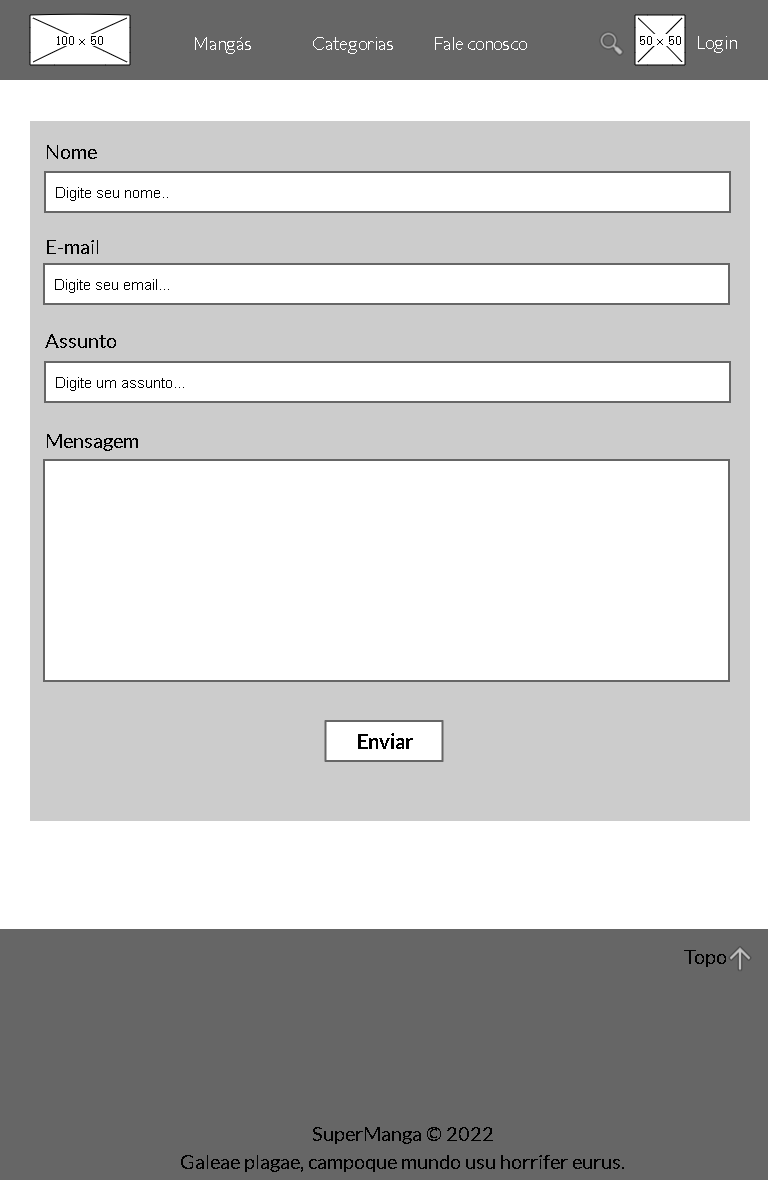 100 x 50 Mangás Categorias Fale conosco 50 x 50 Login
Nome
Digite seu nome..
E-mail
Digite seu email...
Assunto
Digite um assunto...
Mensagem
Enviar
Topo
SuperManga © 2022
Galeae plagae, campoque mundo usu horrifer eurus.